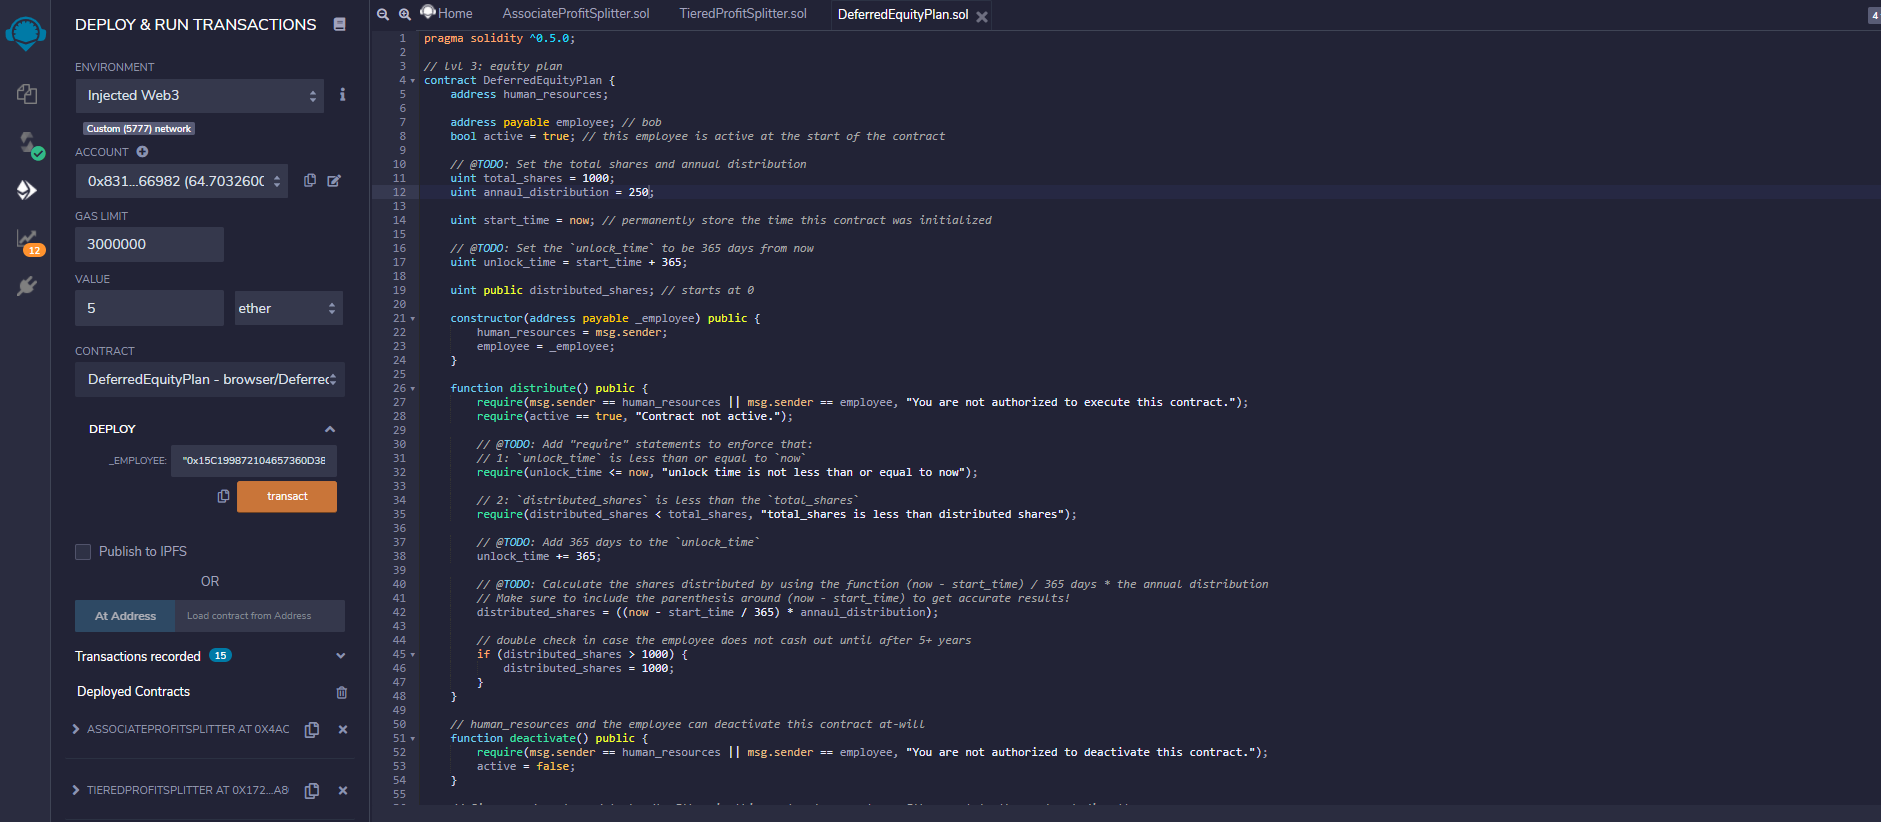 DEPLOY & RUN TRANSACTIONS
ENVIRONMENT
Injected Web3
Custom (5777) network
ACCOUNT
0x831...66982 (64.7032600
GAS LIMIT
3000000
VALUE
5
ether
CONTRACT
DeferredEquityPlan - browser/Deferred
DEPLOY
_EMPLOYEE: "0x15C199872104657360D38
transact
Publish to IPFS
OR
At Address Load contract from Address
Transactions recorded 15
Deployed Contracts
ASSOCIATEPROFITSPLITTER AT 0X4AC
TIEREDPROFITSPLITTER AT 0X172...A8
12
Home AssociateProfitSplitter.sol TieredProfitSplitter.sol DeferredEquityPlan.sol
4
1 pragma solidity ^0.5.0;
2
3 // lvl 3: equity plan
4 contract DeferredEquityPlan {
5 address human_resources;
6
7 address payable employee; // bob
8 bool active = true; // this employee is active at the start of the contract
9
10 // @TODO: Set the total shares and annual distribution
11 uint total_shares = 1000;
12 uint annaul_distribution = 250;
13
14 uint start_time = now; // permanently store the time this contract was initialized
15
16 // @TODO: Set the `unlock_time` to be 365 days from now
17 uint unlock_time = start_time + 365;
18
19 uint public distributed_shares; // starts at 0
20
21 constructor(address payable _employee) public {
22 human_resources = msg.sender;
23 employee = _employee;
24 }
25
26 function distribute() public {
27 require(msg.sender == human_resources || msg.sender == employee, "You are not authorized to execute this contract.");
28 require(active == true, "Contract not active.");
29
30 // @TODO: Add "require" statements to enforce that:
31 // 1: `unlock_time` is less than or equal to `now`
32 require(unlock_time <= now, "unlock time is not less than or equal to now");
33
34 // 2: `distributed_shares` is less than the `total_shares`
35 require(distributed_shares < total_shares, "total_shares is less than distributed shares");
36
37 // @TODO: Add 365 days to the `unlock_time`
38 unlock_time += 365;
39
40 // @TODO: Calculate the shares distributed by using the function (now - start_time) / 365 days * the annual distribution
41 // Make sure to include the parenthesis around (now - start_time) to get accurate results!
42 distributed_shares = ((now - start_time / 365) * annaul_distribution);
43
44 // double check in case the employee does not cash out until after 5+ years
45 if (distributed_shares > 1000) {
46 distributed_shares = 1000;
47 }
48 }
49
50 // human_resources and the employee can deactivate this contract at-will
51 function deactivate() public {
52 require(msg.sender == human_resources || msg.sender == employee, "You are not authorized to deactivate this contract.");
53 active = false;
54 }
55